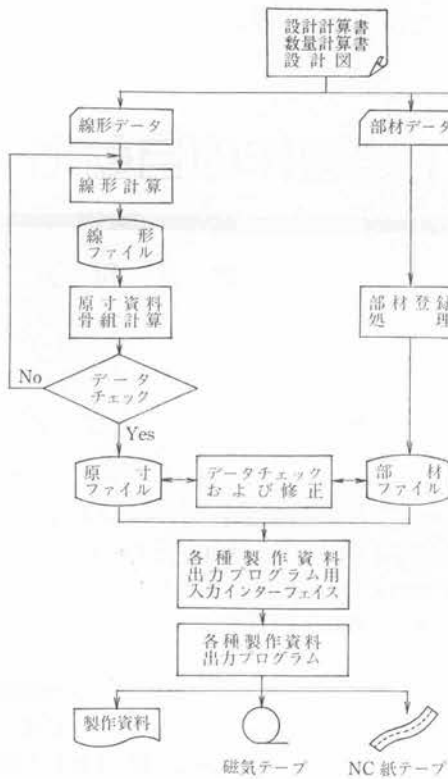 設計計算書
数量計算書
設計図
線形データ
部材データ
線形計算
線形
ファイル
原寸資料
骨組計算
部材登録
処理
No
データ
チェック
Yes
原寸
ファイル
データチェック
および修正
部材
ファイル
各種製作資料
出力プログラム用
入力インターフェイス
各種製作資料
出力プログラム
製作資料
磁気テープ
NC紙テープ